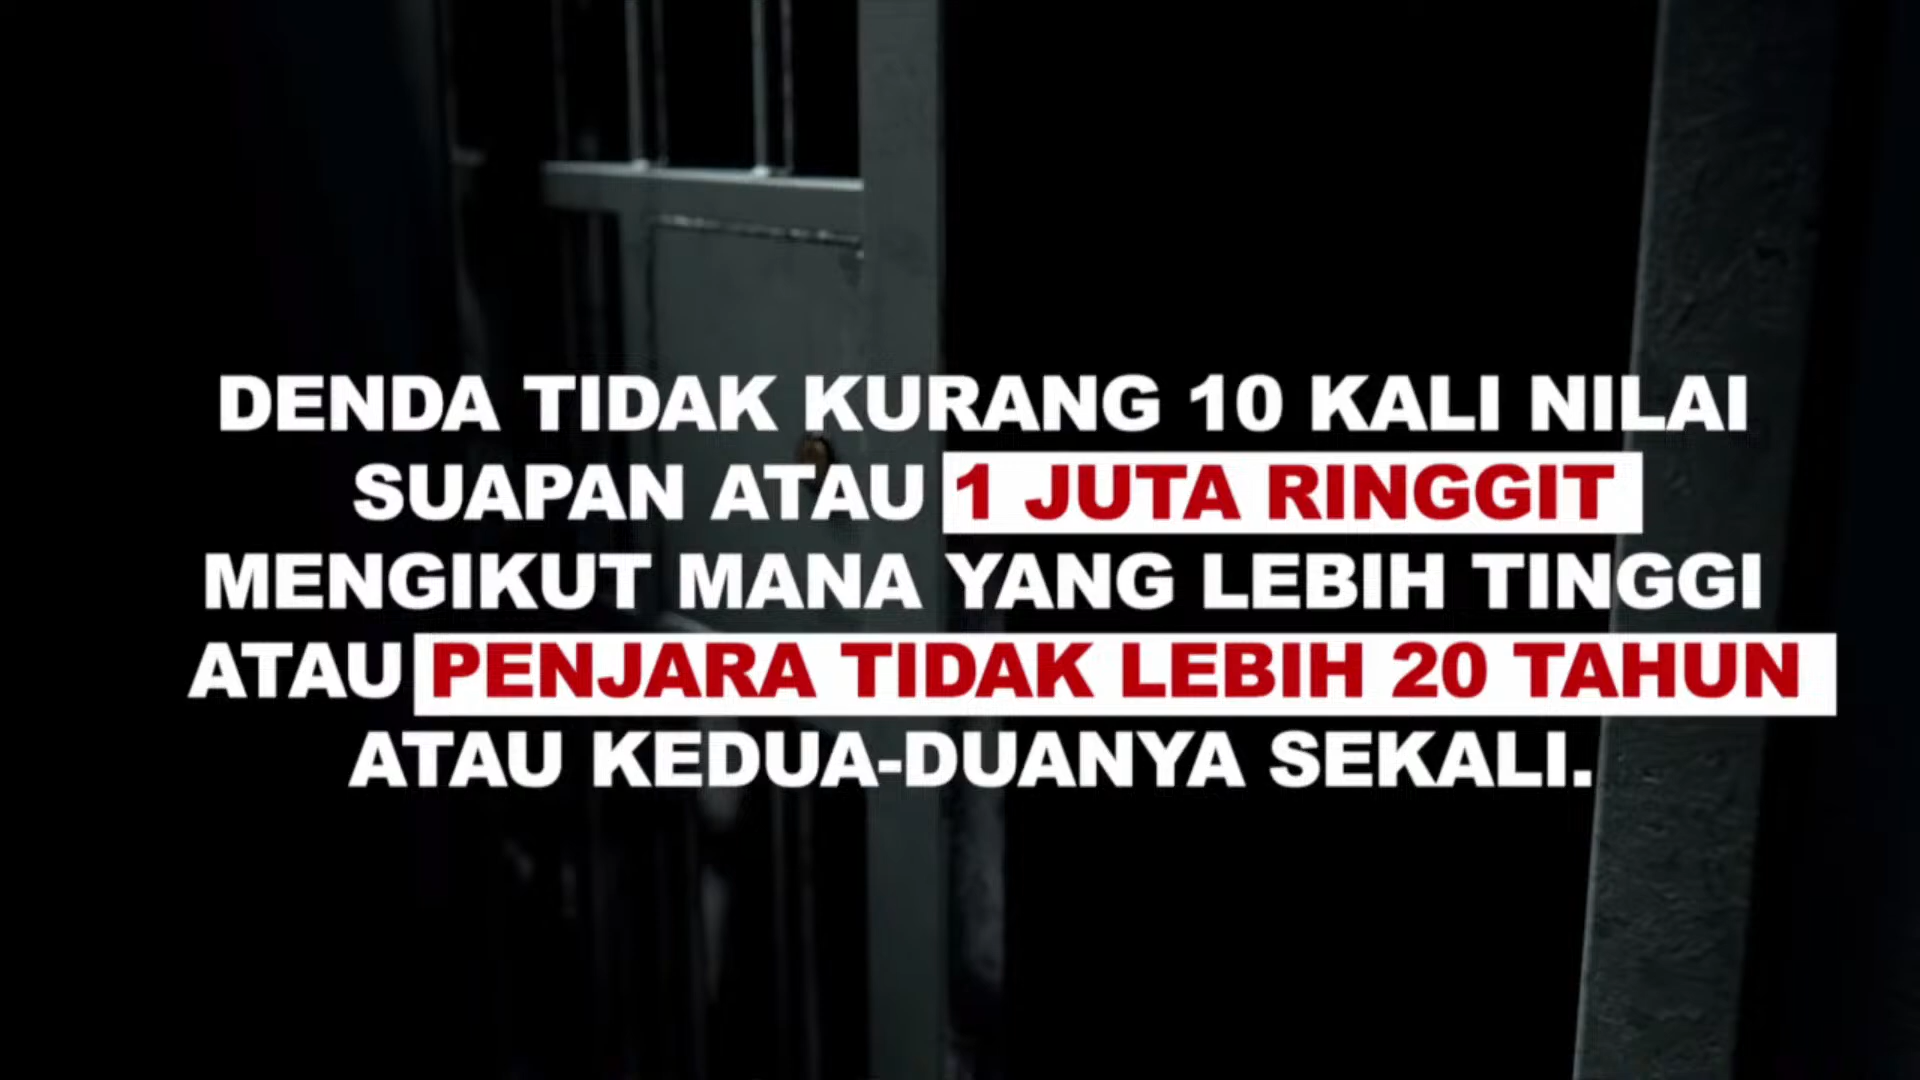 DENDA TIDAK KURANG 10 KALI NILAI
SUAPAN ATAU 1 JUTA RINGGIT
MENGIKUT MANA YANG LEBIH TINGGI
ATAU PENJARA TIDAK LEBIH 20 TAHUN
ATAU KEDUA-DUANYA SEKALI.